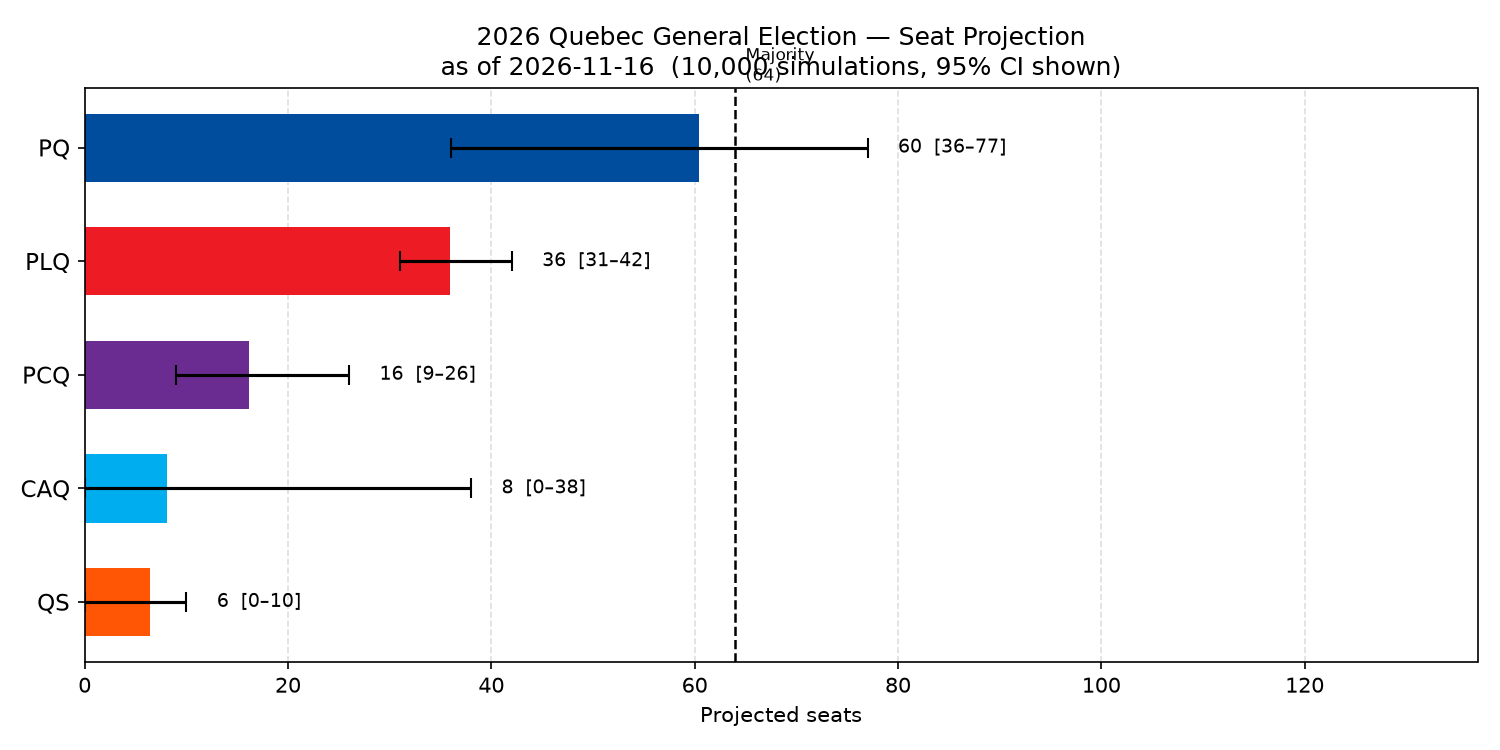 2026 Quebec General Election — Seat Projection
as of 2026-11-16 (10,000 simulations, 95% CI shown)
Majority
(64)
PQ
60 [36–77]
PLQ
36 [31–42]
PCQ
16 [9–26]
CAQ
8 [0–38]
QS
6 [0–10]
0 20 40 60 80 100 120
Projected seats